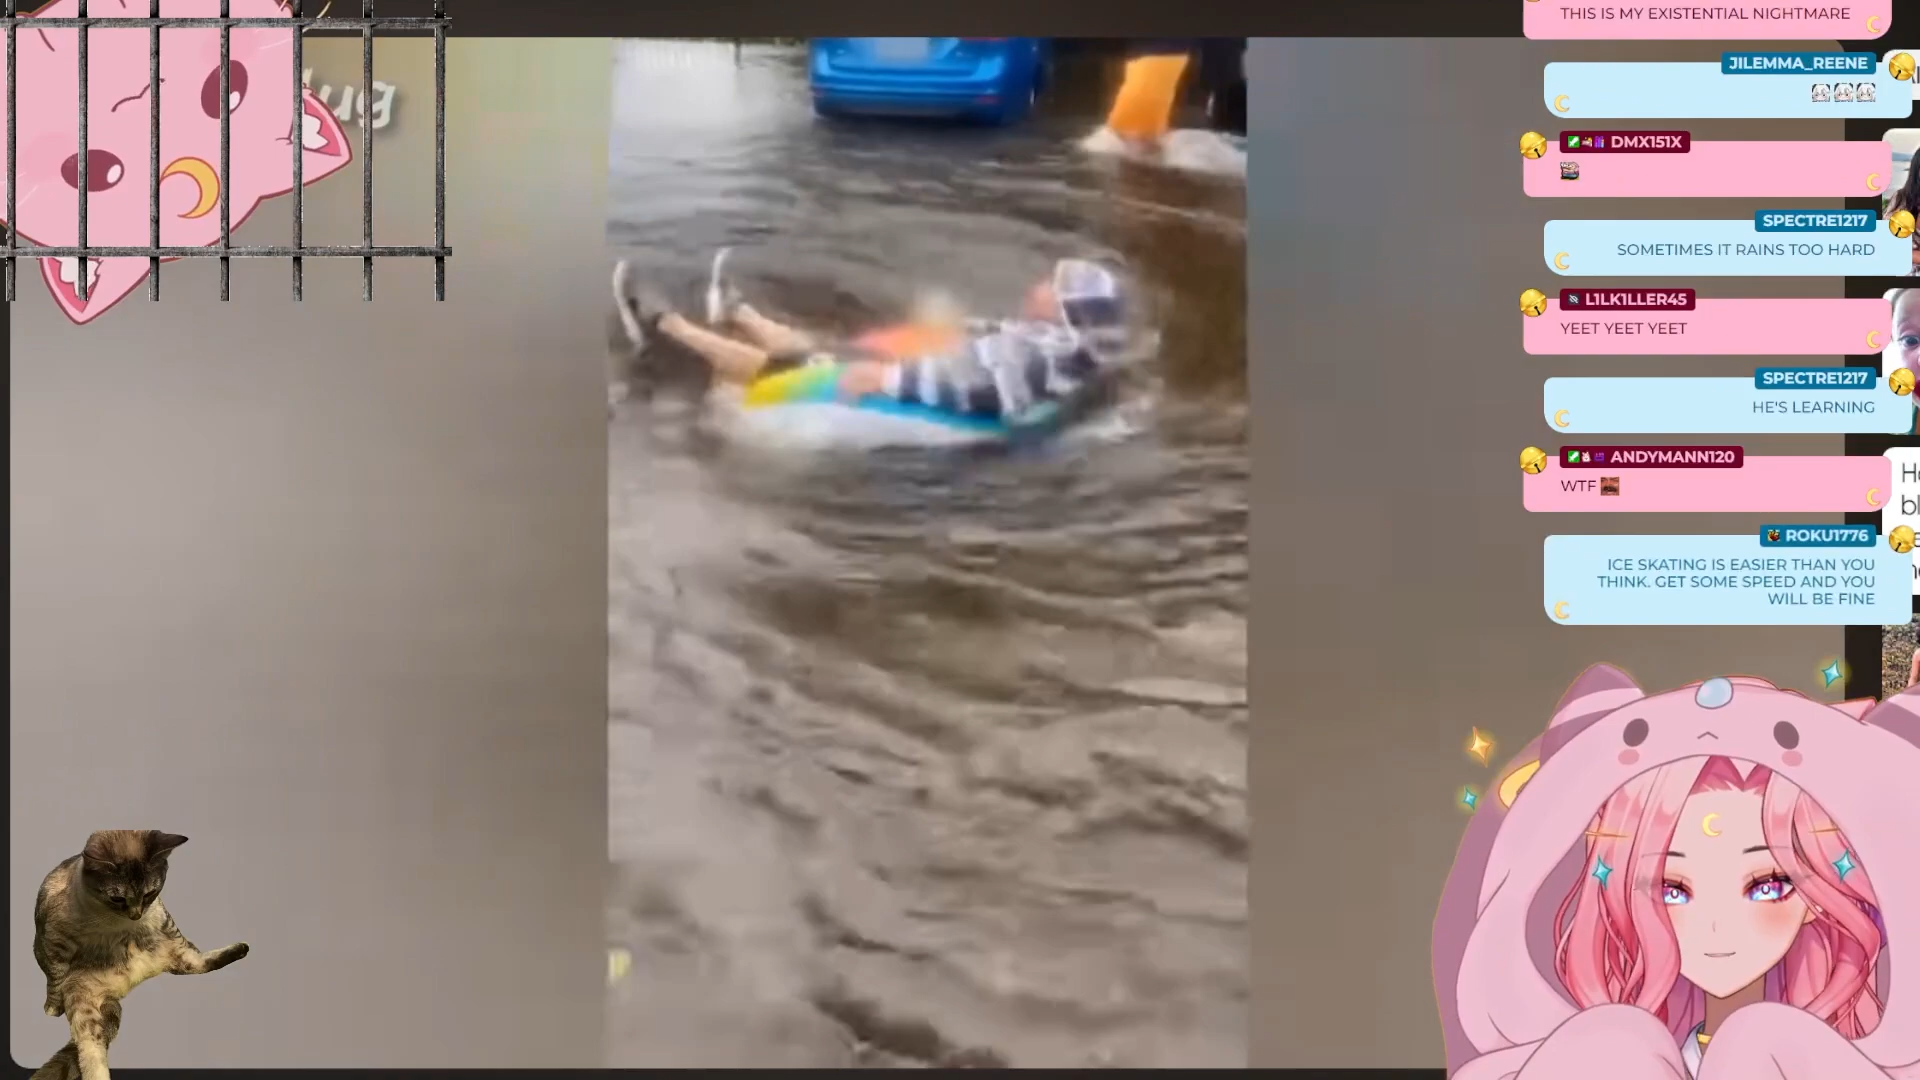 ug
THIS IS MY EXISTENTIAL NIGHTMARE
JILEMMA_REENE
DMX151X
SPECTRE1217
SOMETIMES IT RAINS TOO HARD
L1LK1LLER45
YEET YEET YEET
SPECTRE1217
HE'S LEARNING
ANDYMANN120
WTF
ROKU1776
ICE SKATING IS EASIER THAN YOU
THINK. GET SOME SPEED AND YOU
WILL BE FINE